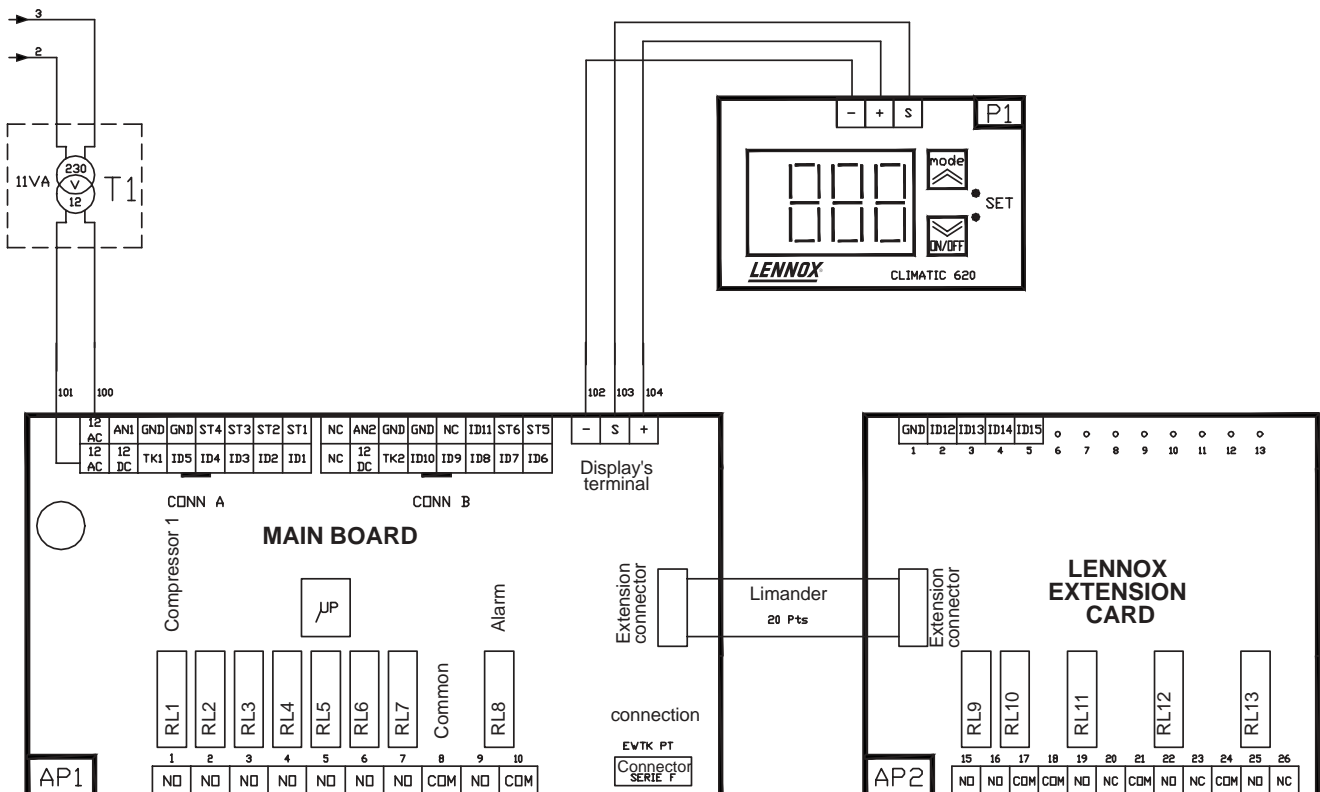 3
2
11VA
230
V
12
T1
101
100
- + S
P1
mode
SET
ON/OFF
LENNOX
CLIMATIC 620
102
103
104
12 AC AN1 GND GND ST4 ST3 ST2 ST1
12 AC 12 DC TK1 ID5 ID4 ID3 ID2 ID1
CONN A
NC AN2 GND GND NC ID11 ST6 ST5
NC 12 DC TK2 ID10 ID9 ID8 ID7 ID6
CONN B
- S +
Display's
terminal
MAIN BOARD
Compressor 1
µP
Alarm
Common
Extension
connector
RL1 RL2 RL3 RL4 RL5 RL6 RL7 RL8
connection
EWTK PT
Connector
SERIE F
1 2 3 4 5 6 7 8 9 10
NO NO NO NO NO NO NO COM NO COM
AP1
Limander
20 Pts
GND ID12 ID13 ID14 ID15
1 2 3 4 5 6 7 8 9 10 11 12 13
LENNOX
EXTENSION
CARD
Extension
connector
RL9 RL10 RL11 RL12 RL13
15 16 17 18 19 20 21 22 23 24 25 26
NO NO COM COM NO NC COM NO NC COM NO NC
AP2